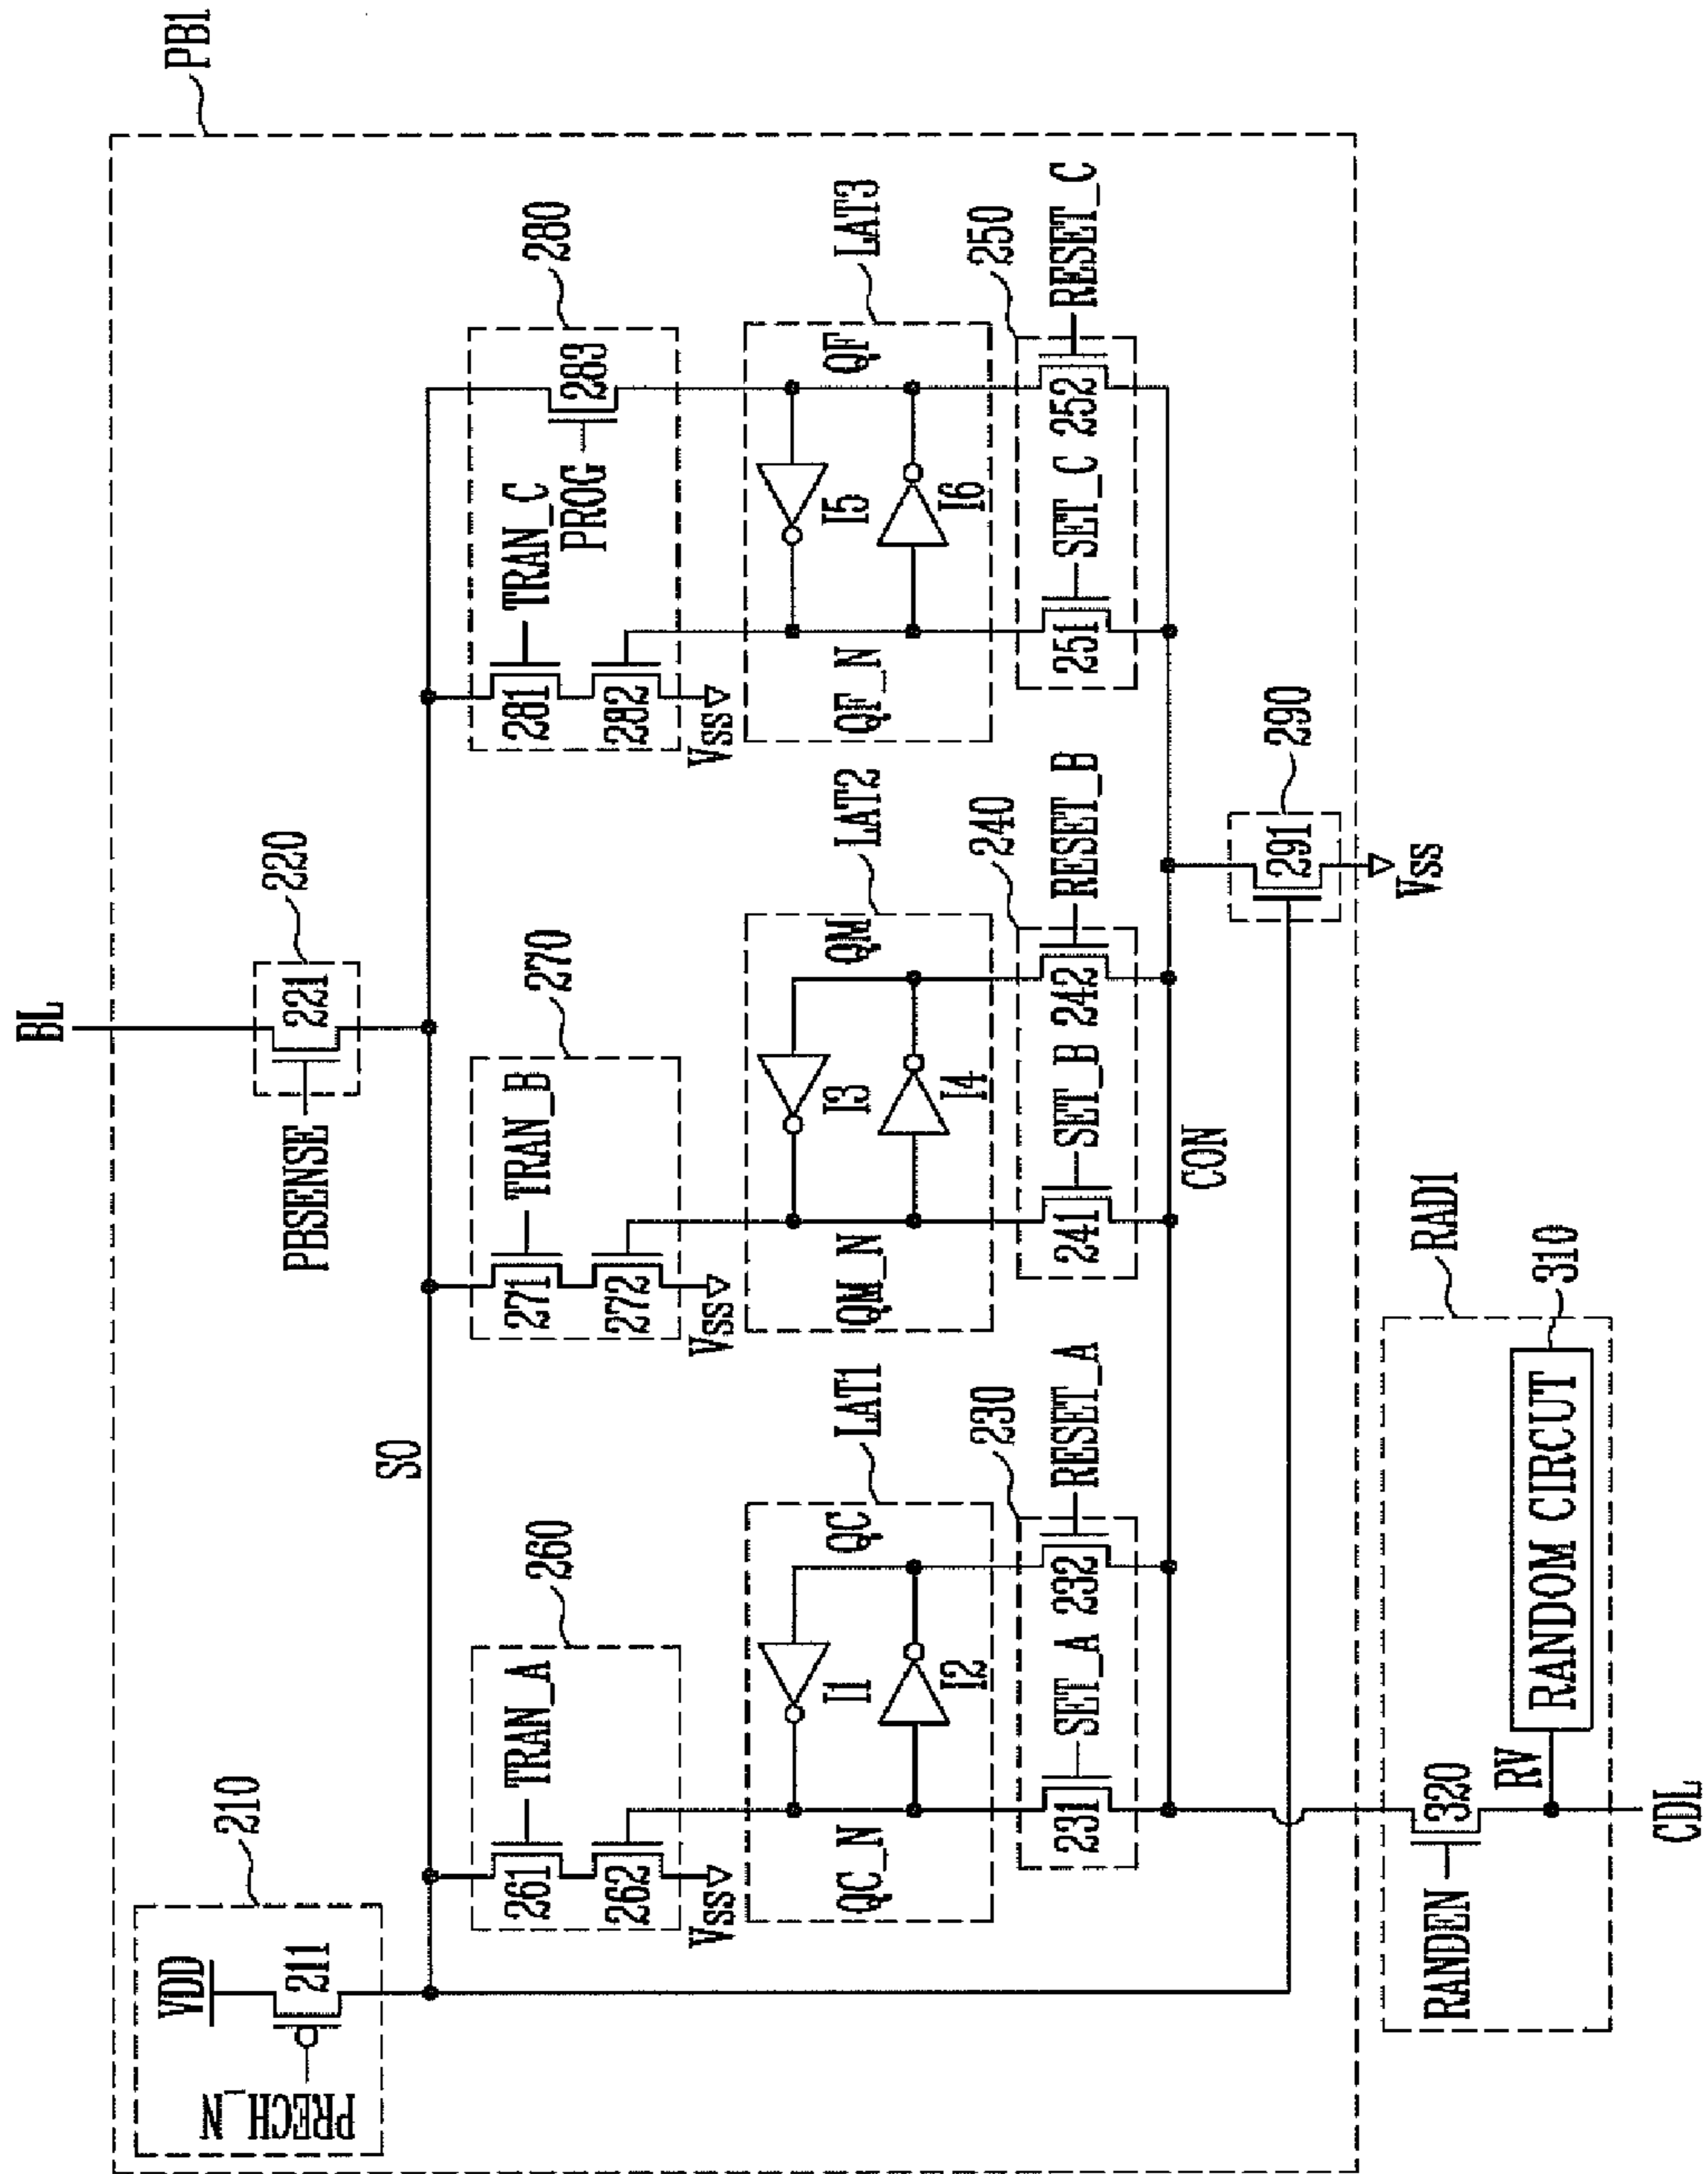 PB1
BL
220
221
PBSENSE
VDD
210
211
PRECH_N
SO
260
TRAN_A
261
262
Vss
270
TRAN_B
271
272
Vss
280
TRAN_C
281
282
283
PROG
Vss
LAT1
QC
QC_N
I1
I2
LAT2
QM
QM_N
I3
I4
LAT3
QF
QF_N
I5
I6
230
231
SET_A
232
RESET_A
240
241
SET_B
242
RESET_B
250
251
SET_C
252
RESET_C
CON
290
291
Vss
RAD1
RANDEN
320
RV
RANDOM CIRCUT
310
CDL